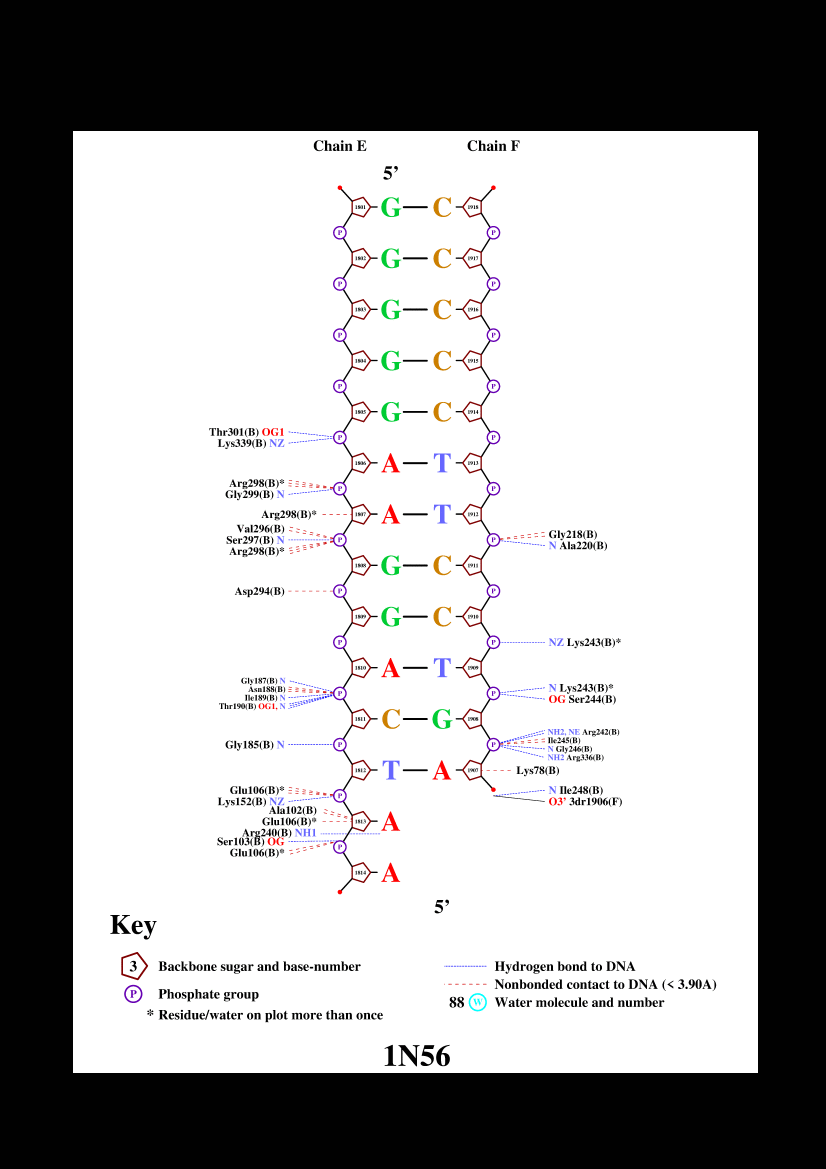 Chain E Chain F
5’
1801 G C 1918
P P
1802 G C 1917
P P
1803 G C 1916
P P
1804 G C 1915
P P
1805 G C 1914
Thr301(B) OG1
P P
Lys339(B) NZ
1806 A T 1913
Arg298(B)*
P P
Gly299(B) N
Arg298(B)* 1807 A T 1912
Val296(B)
Gly218(B)
Ser297(B) N P P
N Ala220(B)
Arg298(B)*
1808 G C 1911
Asp294(B) P P
1809 G C 1910
P P NZ Lys243(B)*
1810 A T 1909
Gly187(B) N
Asn188(B) P P N Lys243(B)*
Ile189(B) N
OG Ser244(B)
Thr190(B) OG1, N
1811 C G 1908
NH2, NE Arg242(B)
Ile245(B)
Gly185(B) N P P
N Gly246(B)
NH2 Arg336(B)
1812 T A 1907 Lys78(B)
Glu106(B)* N Ile248(B)
P
Lys152(B) NZ O3' 3dr1906(F)
Ala102(B)
Glu106(B)* 1813 A
Arg240(B) NH1
Ser103(B) OG
P
Glu106(B)*
1814 A
5’
Key
3 Backbone sugar and base-number
Hydrogen bond to DNA
Nonbonded contact to DNA (< 3.90A)
P Phosphate group
88 W Water molecule and number
* Residue/water on plot more than once
1N56